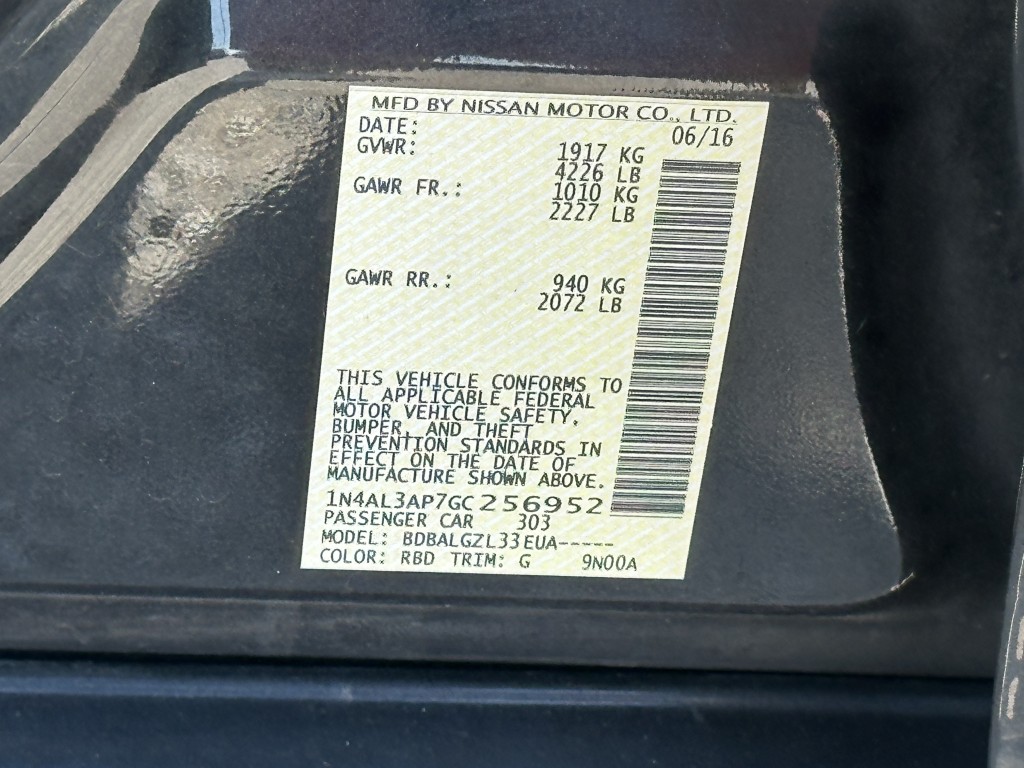 MFD BY NISSAN MOTOR CO., LTD.
DATE: 06/16
GVWR: 1917 KG
4226 LB
GAWR FR.: 1010 KG
2227 LB
GAWR RR.: 940 KG
2072 LB
THIS VEHICLE CONFORMS TO
ALL APPLICABLE FEDERAL
MOTOR VEHICLE SAFETY,
BUMPER, AND THEFT
PREVENTION STANDARDS IN
EFFECT ON THE DATE OF
MANUFACTURE SHOWN ABOVE.
1N4AL3AP7GC256952
PASSENGER CAR 303
MODEL: BDBALGZL33EUA-----
COLOR: RBD TRIM: G 9N00A